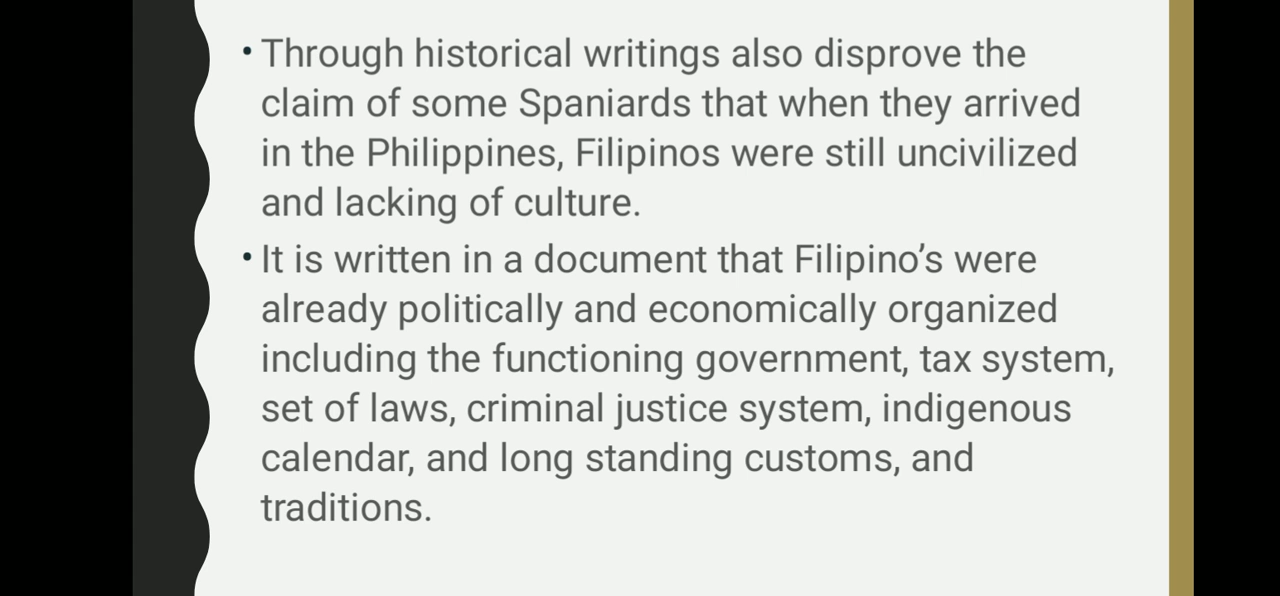 • Through historical writings also disprove the
claim of some Spaniards that when they arrived
in the Philippines, Filipinos were still uncivilized
and lacking of culture.
• It is written in a document that Filipino’s were
already politically and economically organized
including the functioning government, tax system,
set of laws, criminal justice system, indigenous
calendar, and long standing customs, and
traditions.